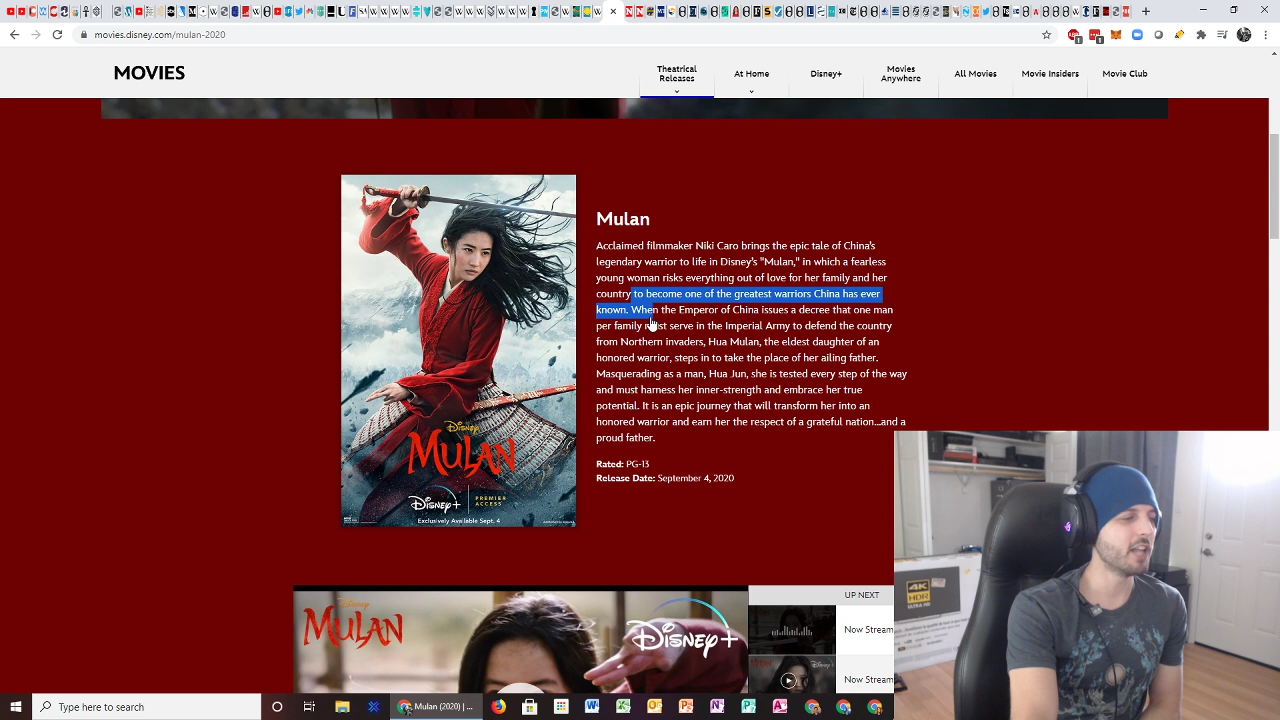 movies.disney.com/mulan-2020
MOVIES
Theatrical
Releases
At Home
Disney+
Movies
Anywhere
All Movies
Movie Insiders
Movie Club
Mulan
Acclaimed filmmaker Niki Caro brings the epic tale of China's
legendary warrior to life in Disney's "Mulan," in which a fearless
young woman risks everything out of love for her family and her
country to become one of the greatest warriors China has ever
known. When the Emperor of China issues a decree that one man
per family must serve in the Imperial Army to defend the country
from Northern invaders, Hua Mulan, the eldest daughter of an
honored warrior, steps in to take the place of her ailing father.
Masquerading as a man, Hua Jun, she is tested every step of the way
and must harness her inner-strength and embrace her true
potential. It is an epic journey that will transform her into an
honored warrior and earn her the respect of a grateful nation...and a
proud father.
Rated: PG-13
Release Date: September 4, 2020
Disney
MULAN
Disney+ PREMIER
ACCESS
Exclusively Available Sept. 4
Disney
MULAN
Disney+
UP NEXT
Now Stream
Now Stream
4K
HDR
ULTRA HD
Type here to search
Mulan (2020) | ...